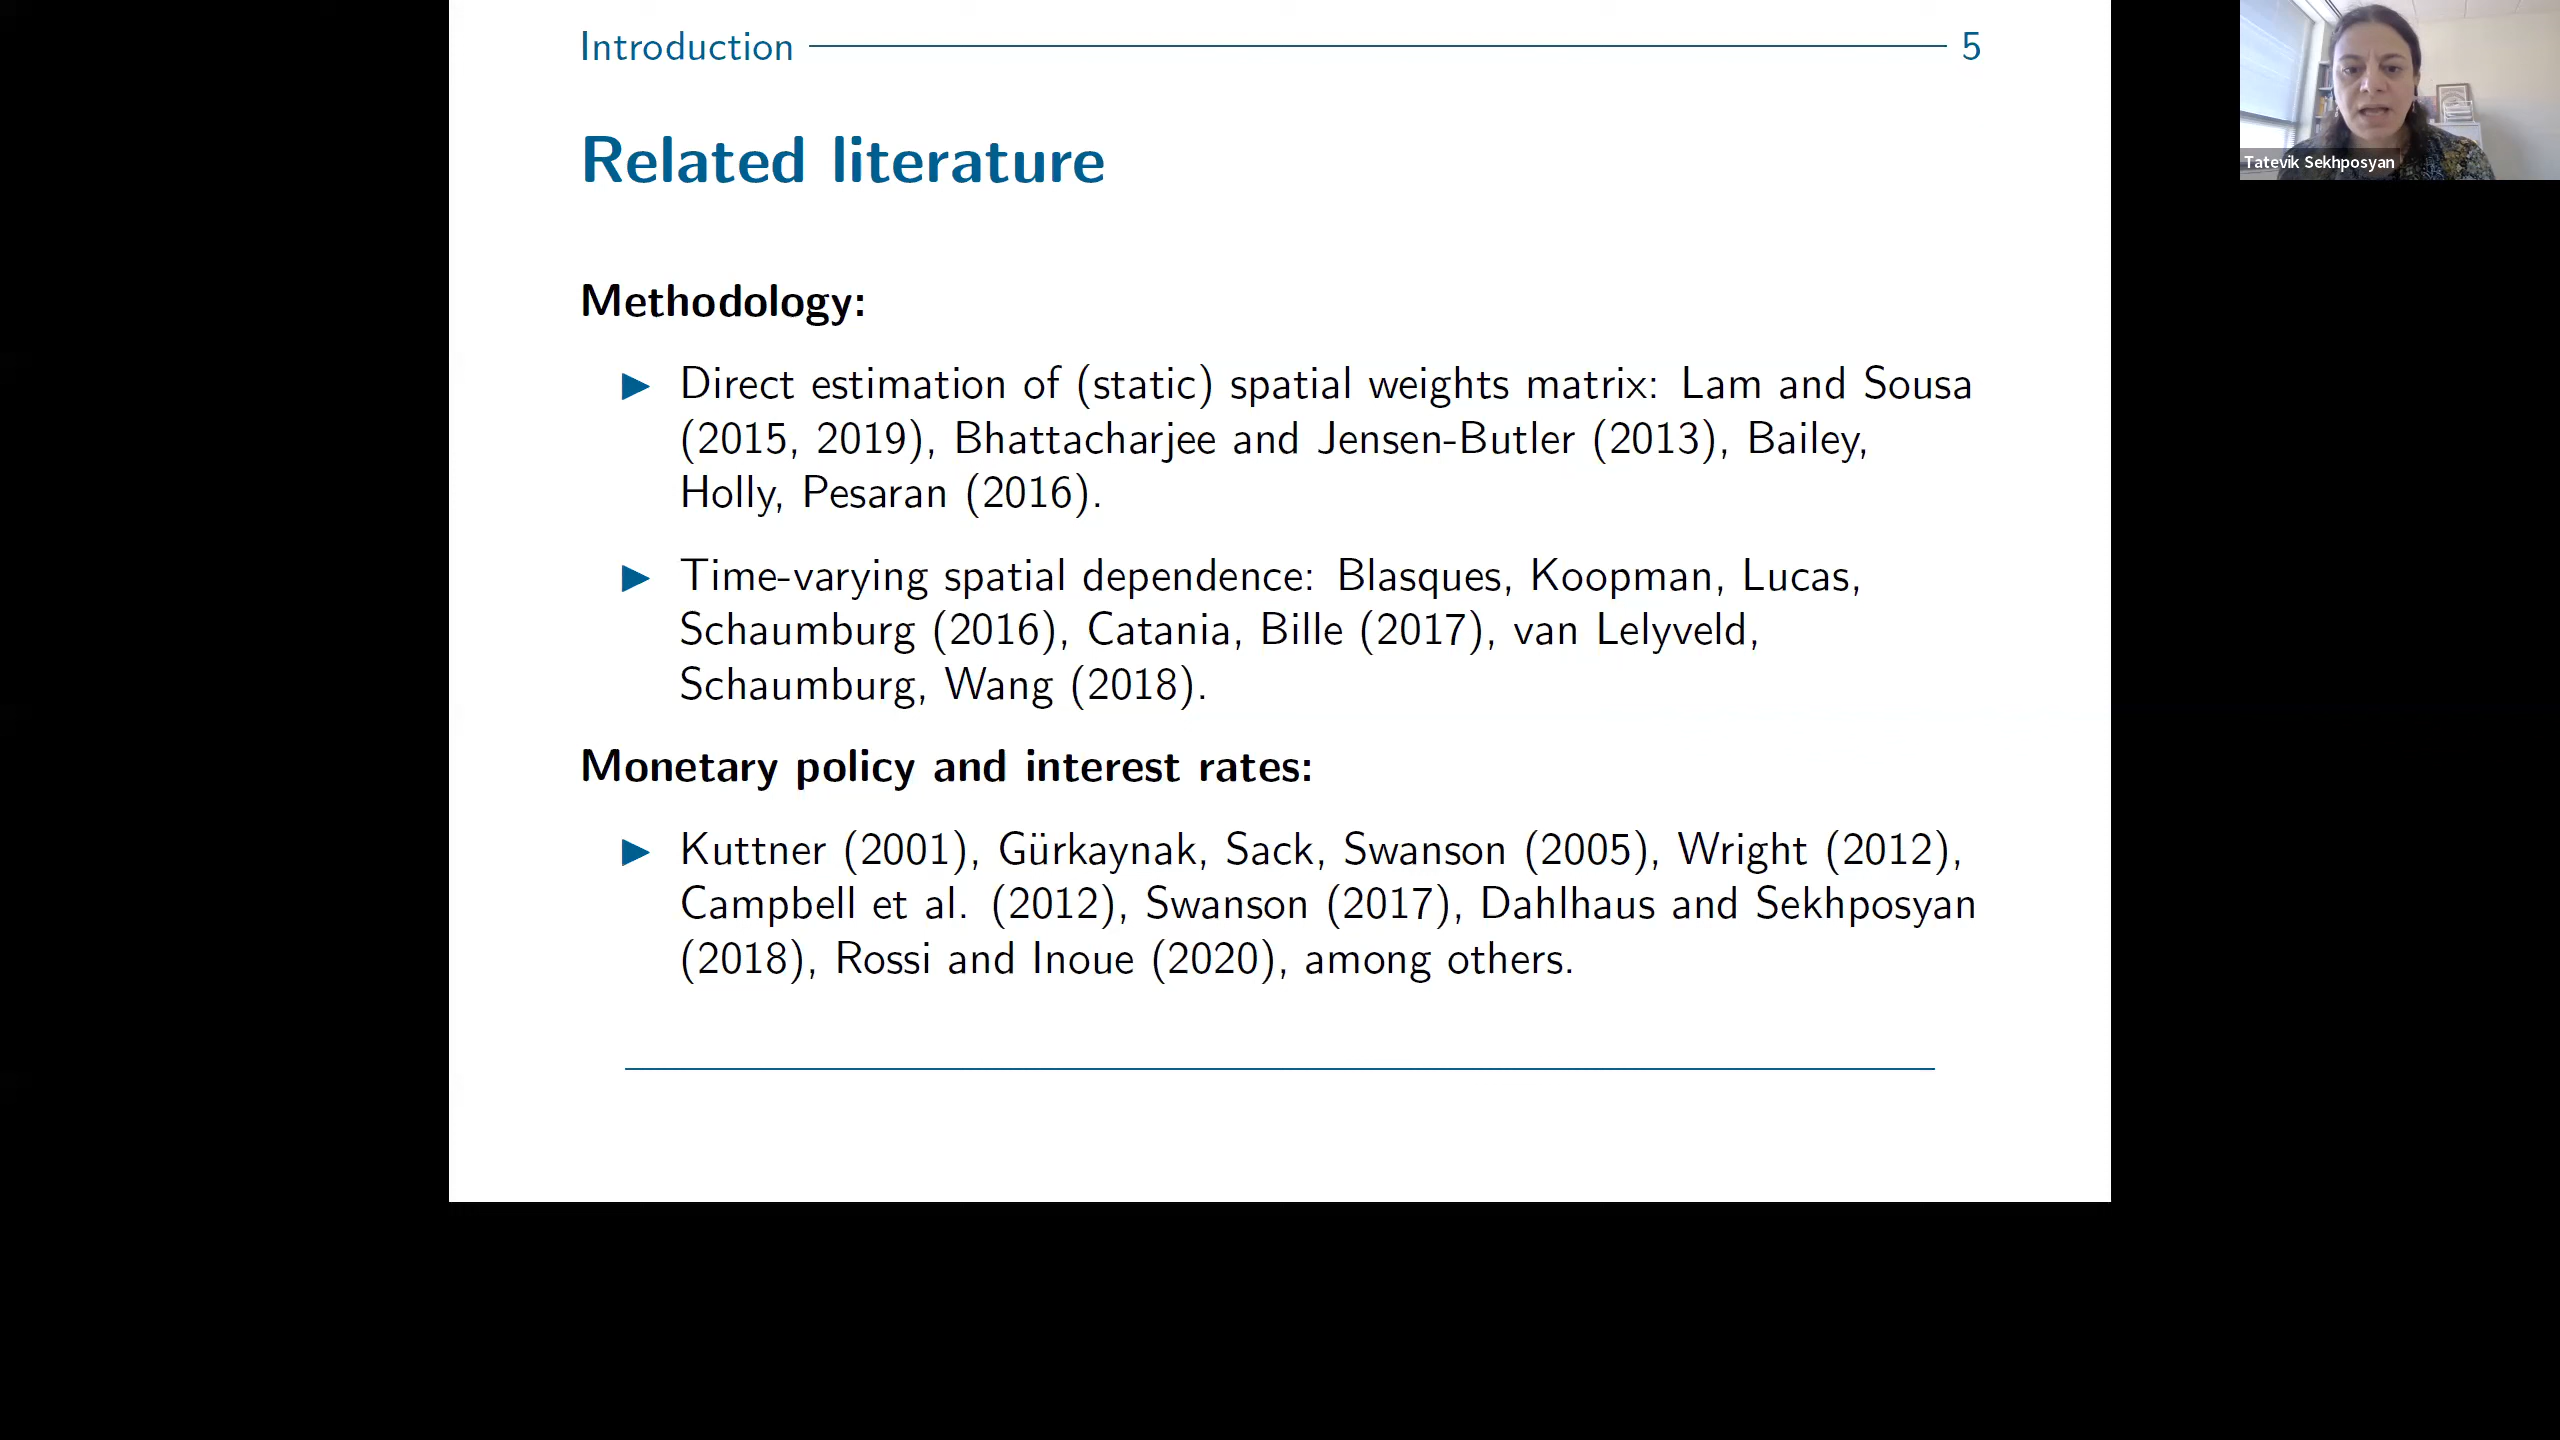 Introduction 5
Related literature
Methodology:
▶ Direct estimation of (static) spatial weights matrix: Lam and Sousa
(2015, 2019), Bhattacharjee and Jensen-Butler (2013), Bailey,
Holly, Pesaran (2016).
▶ Time-varying spatial dependence: Blasques, Koopman, Lucas,
Schaumburg (2016), Catania, Bille (2017), van Lelyveld,
Schaumburg, Wang (2018).
Monetary policy and interest rates:
▶ Kuttner (2001), Gürkaynak, Sack, Swanson (2005), Wright (2012),
Campbell et al. (2012), Swanson (2017), Dahlhaus and Sekhposyan
(2018), Rossi and Inoue (2020), among others.
Tatevik Sekhposyan